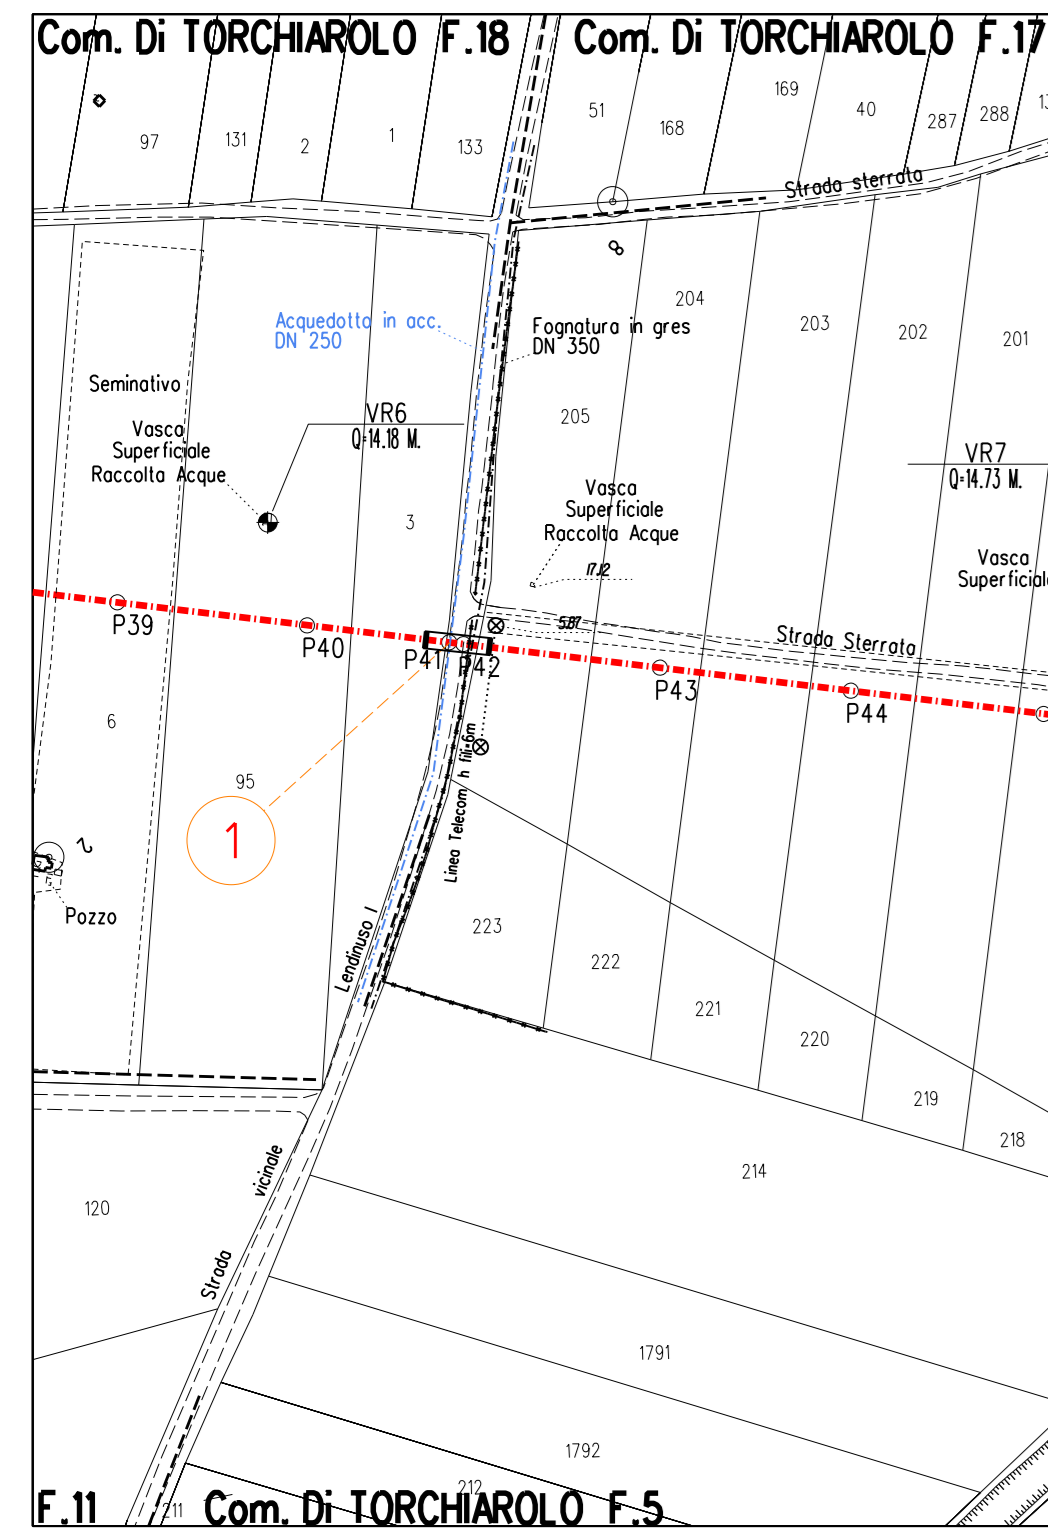 Com. Di TORCHIAROLO F.18
Com. Di TORCHIAROLO F.17
97
131
2
1
133
51
168
169
40
287
288
Strada sterrata
Acquedotto in acc.
DN 250
Fognatura in gres
DN 350
204
203
202
201
205
Seminativo
Vasca
Superficiale
Raccolta Acque
VR6
Q=14.18 M.
3
Vasca
Superficiale
Raccolta Acque
17.12
VR7
Q=14.73 M.
Vasca
5.87
Strada Sterrata
P39
P40
P41
P42
P43
P44
6
95
1
2
Pozzo
Linea Telecom h fili=6m
Lendinuso I
223
222
221
220
219
218
214
120
vicinale
Strada
1791
1792
212
211
F.11
Com. Di TORCHIAROLO F.5